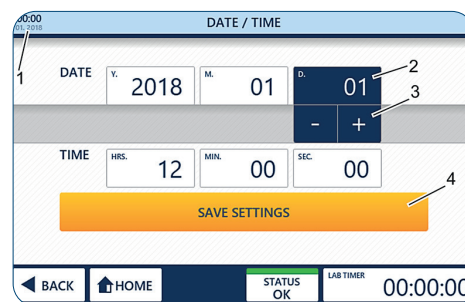 00:00
01, 2018
DATE / TIME
1
2
3
4
DATE
Y. 2018
M. 01
D. 01
- +
TIME
HRS. 12
MIN. 00
SEC. 00
SAVE SETTINGS
BACK
HOME
STATUS
OK
LAB TIMER
00:00:00